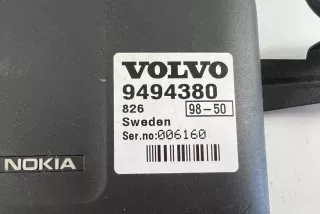 VOLVO
9494380
826 98-50
Sweden
Ser.no:006160
NOKIA